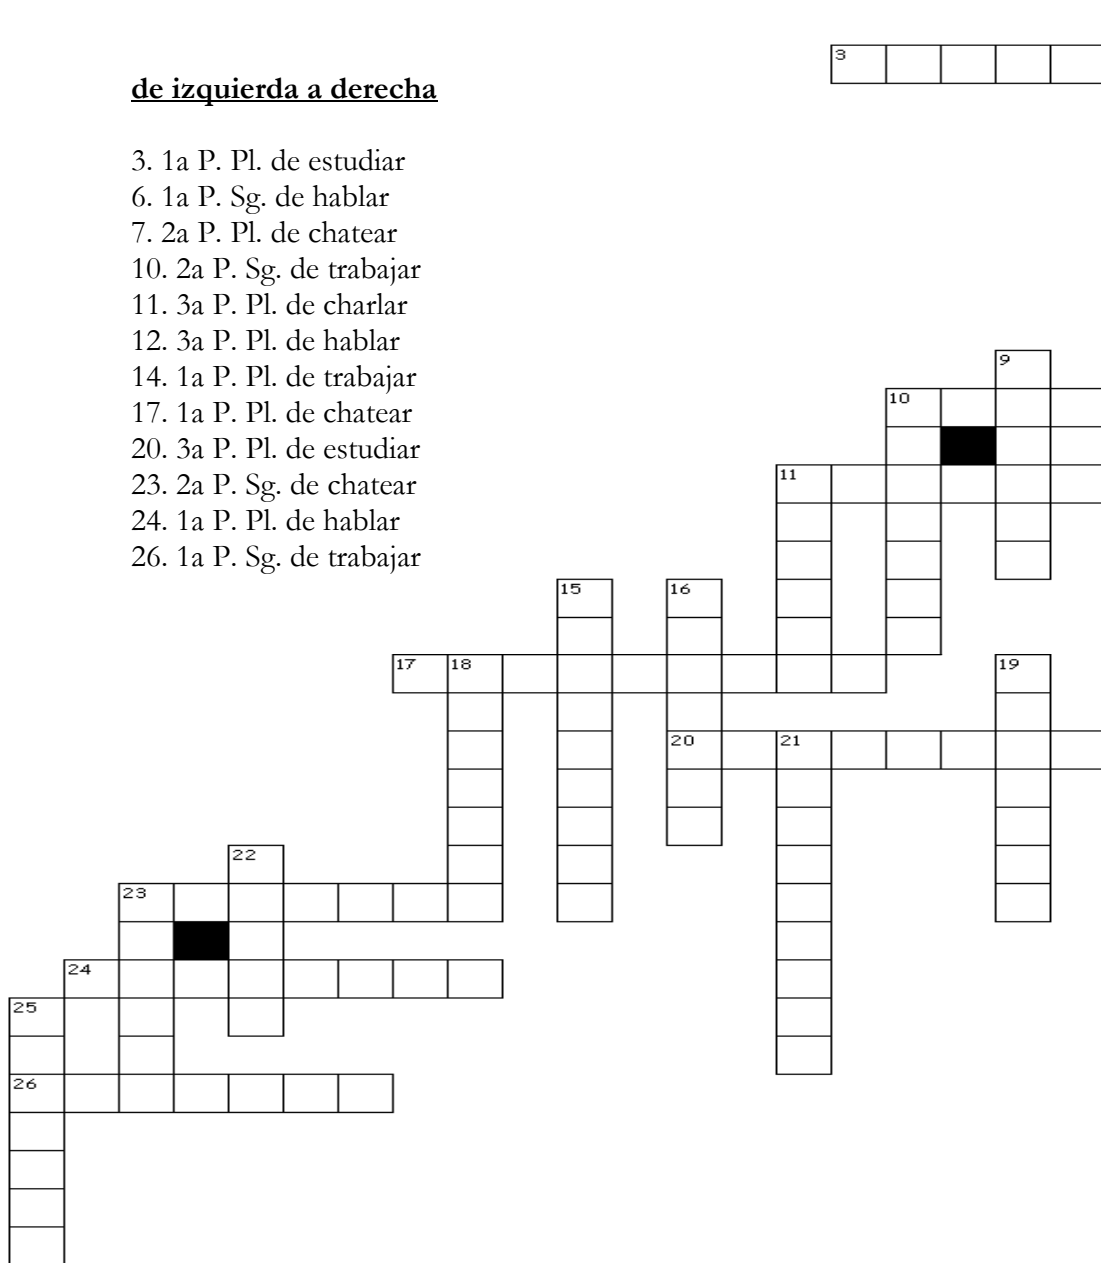 3
de izquierda a derecha
3. 1a P. Pl. de estudiar
6. 1a P. Sg. de hablar
7. 2a P. Pl. de chatear
10. 2a P. Sg. de trabajar
11. 3a P. Pl. de charlar
12. 3a P. Pl. de hablar
14. 1a P. Pl. de trabajar
17. 1a P. Pl. de chatear
20. 3a P. Pl. de estudiar
23. 2a P. Sg. de chatear
24. 1a P. Pl. de hablar
26. 1a P. Sg. de trabajar
9
10
11
15 16
17 18 19
20 21
22
23
24
25
26